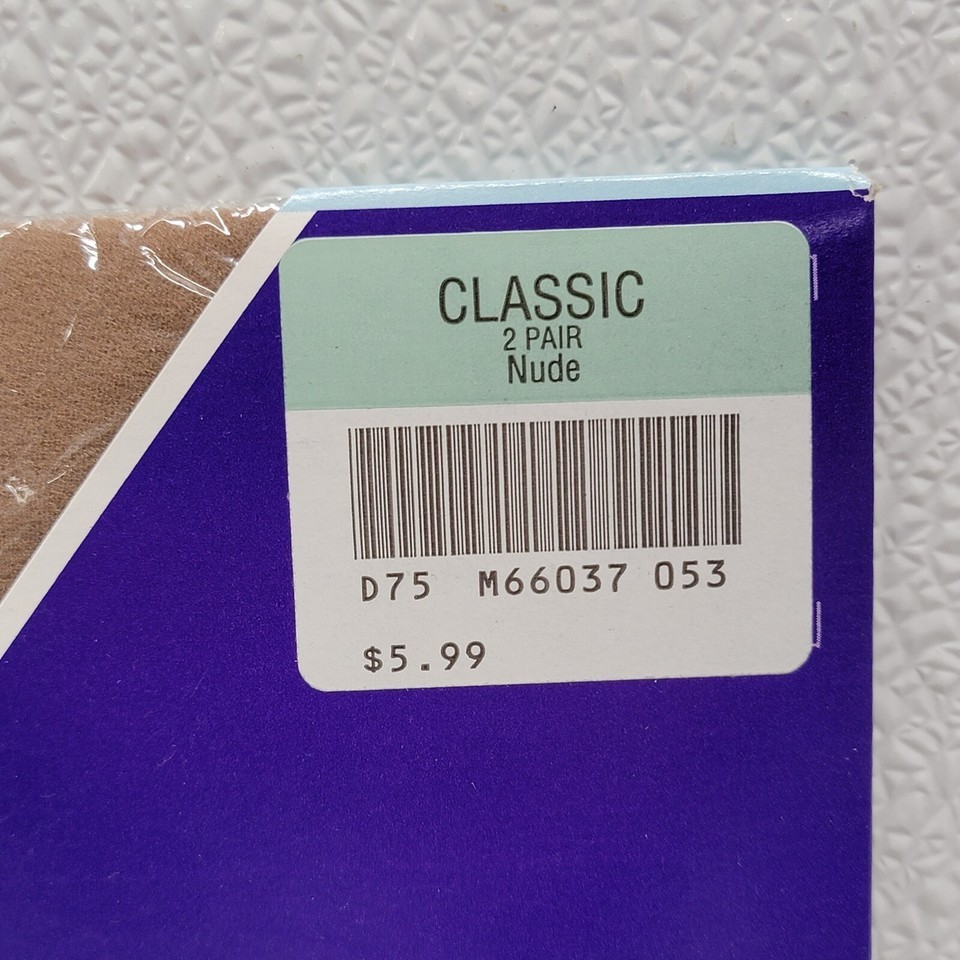 CLASSIC
2 PAIR
Nude
D75 M66037 053
$5.99